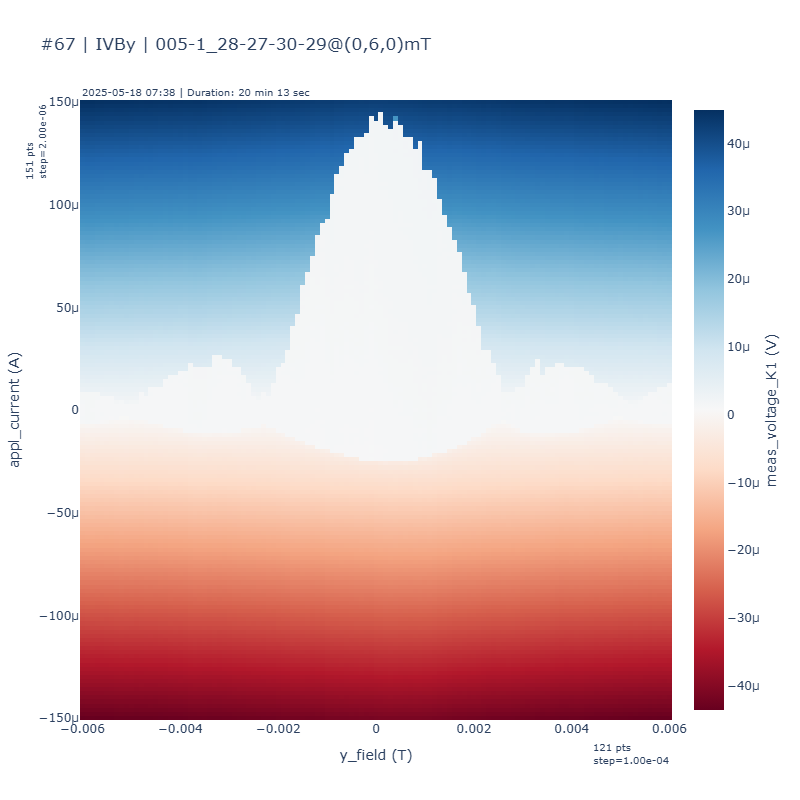 #67 | IVBy | 005-1_28-27-30-29@(0,6,0)mT
2025-05-18 07:38 | Duration: 20 min 13 sec
151 pts
step=2.00e-06
150µ
100µ
50µ
0
−50µ
−100µ
−150µ
appl_current (A)
−0.006
−0.004
−0.002
0
0.002
0.004
0.006
y_field (T)
121 pts
step=1.00e-04
40µ
30µ
20µ
10µ
0
−10µ
−20µ
−30µ
−40µ
meas_voltage_K1 (V)